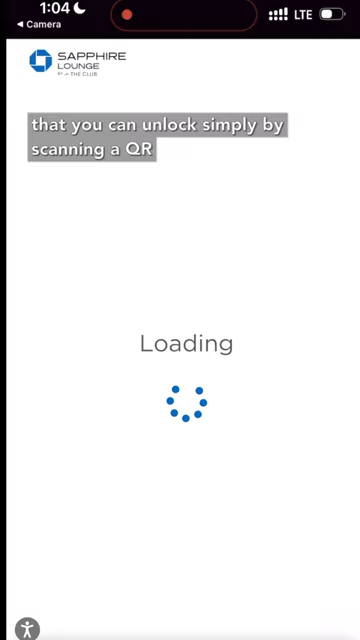 1:04
LTE
Camera
SAPPHIRE
LOUNGE
BY THE CLUB
that you can unlock simply by
scanning a QR
Loading